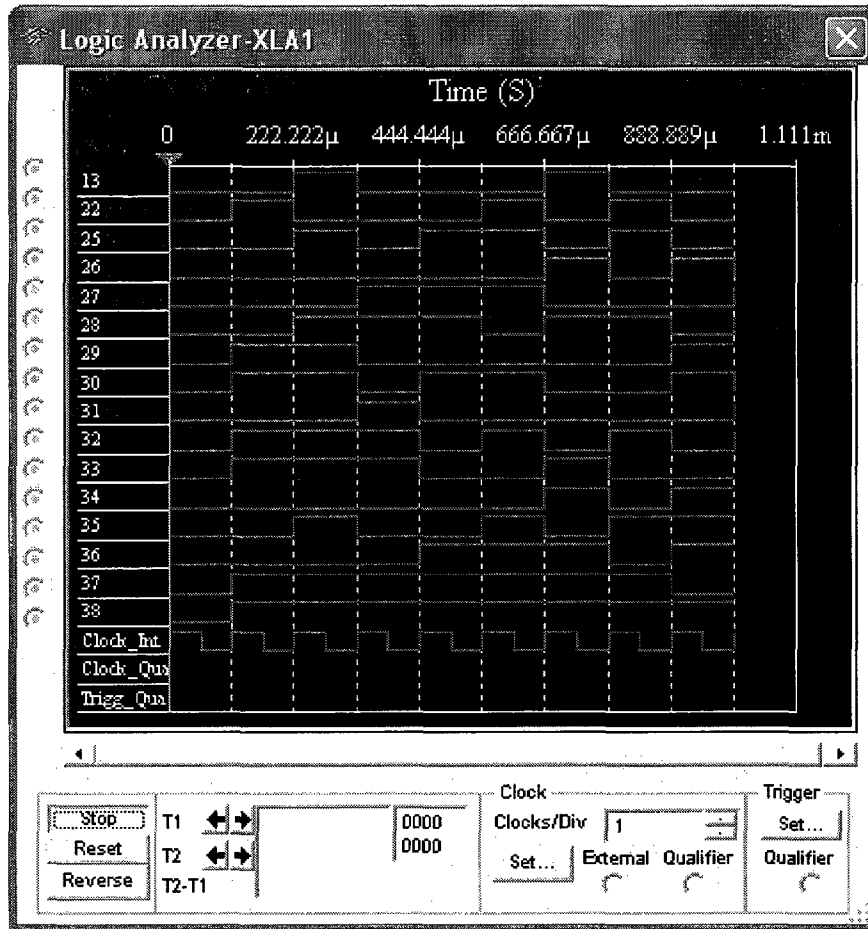 Logic Analyzer-XLA1
Time (S)
0 222.222μ 444.444μ 666.667μ 888.889μ 1.111m
13
22
25
26
27
28
29
30
31
32
33
34
35
36
37
38
Clock_Int
Clock_Qua
Trigg_Qua
Stop
Reset
Reverse
T1
T2
T2-T1
0000
0000
Clock
Clocks/Div 1
Set... External Qualifier
Trigger
Set...
Qualifier